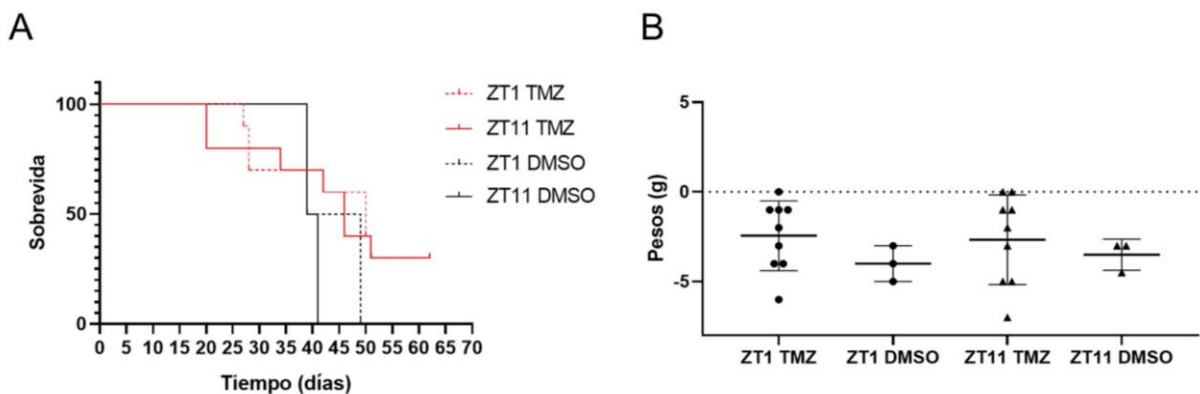 A
B
ZT1 TMZ
ZT11 TMZ
ZT1 DMSO
ZT11 DMSO
Sobrevida
100
50
0
0 5 10 15 20 25 30 35 40 45 50 55 60 65 70
Tiempo (días)
Pesos (g)
5
0
-5
ZT1 TMZ ZT1 DMSO ZT11 TMZ ZT11 DMSO